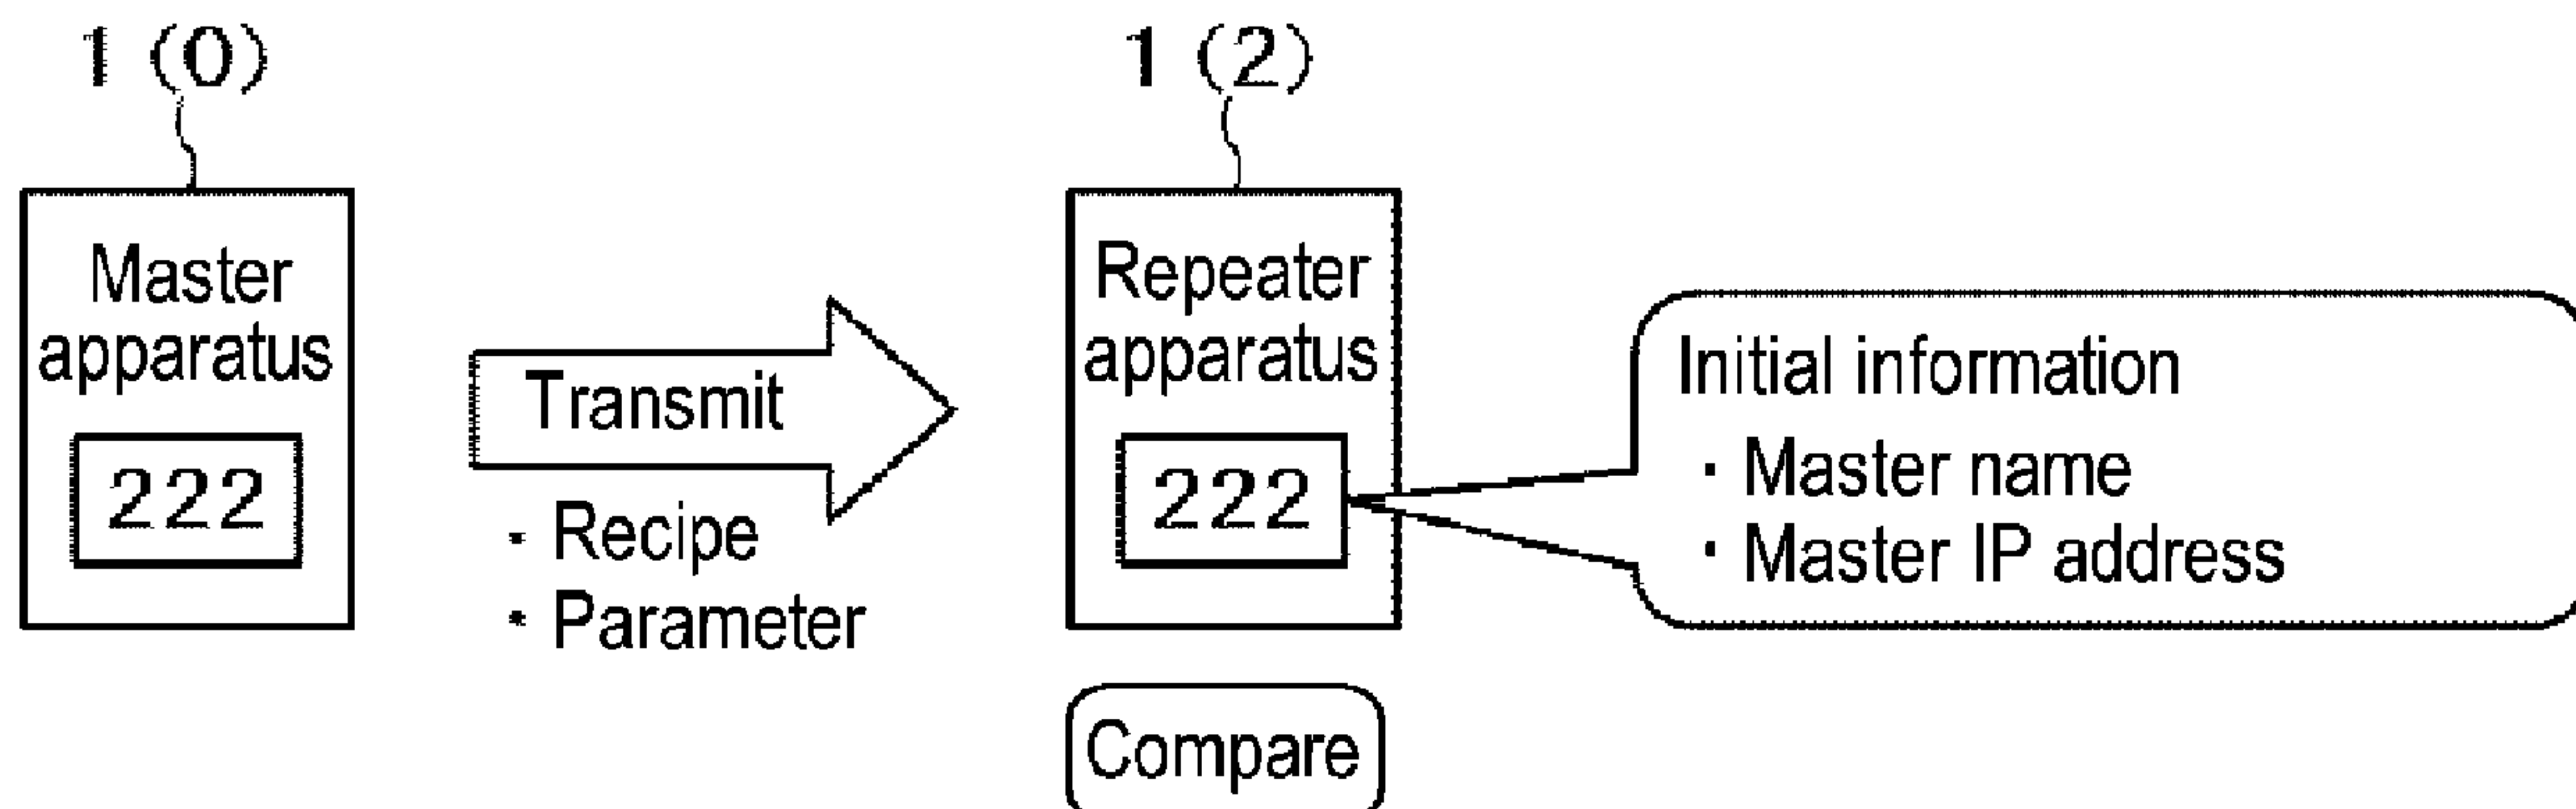 1 (0)
Master
apparatus
222
Transmit
· Recipe
· Parameter
1 (2)
Repeater
apparatus
222
Compare
Initial information
· Master name
· Master IP address